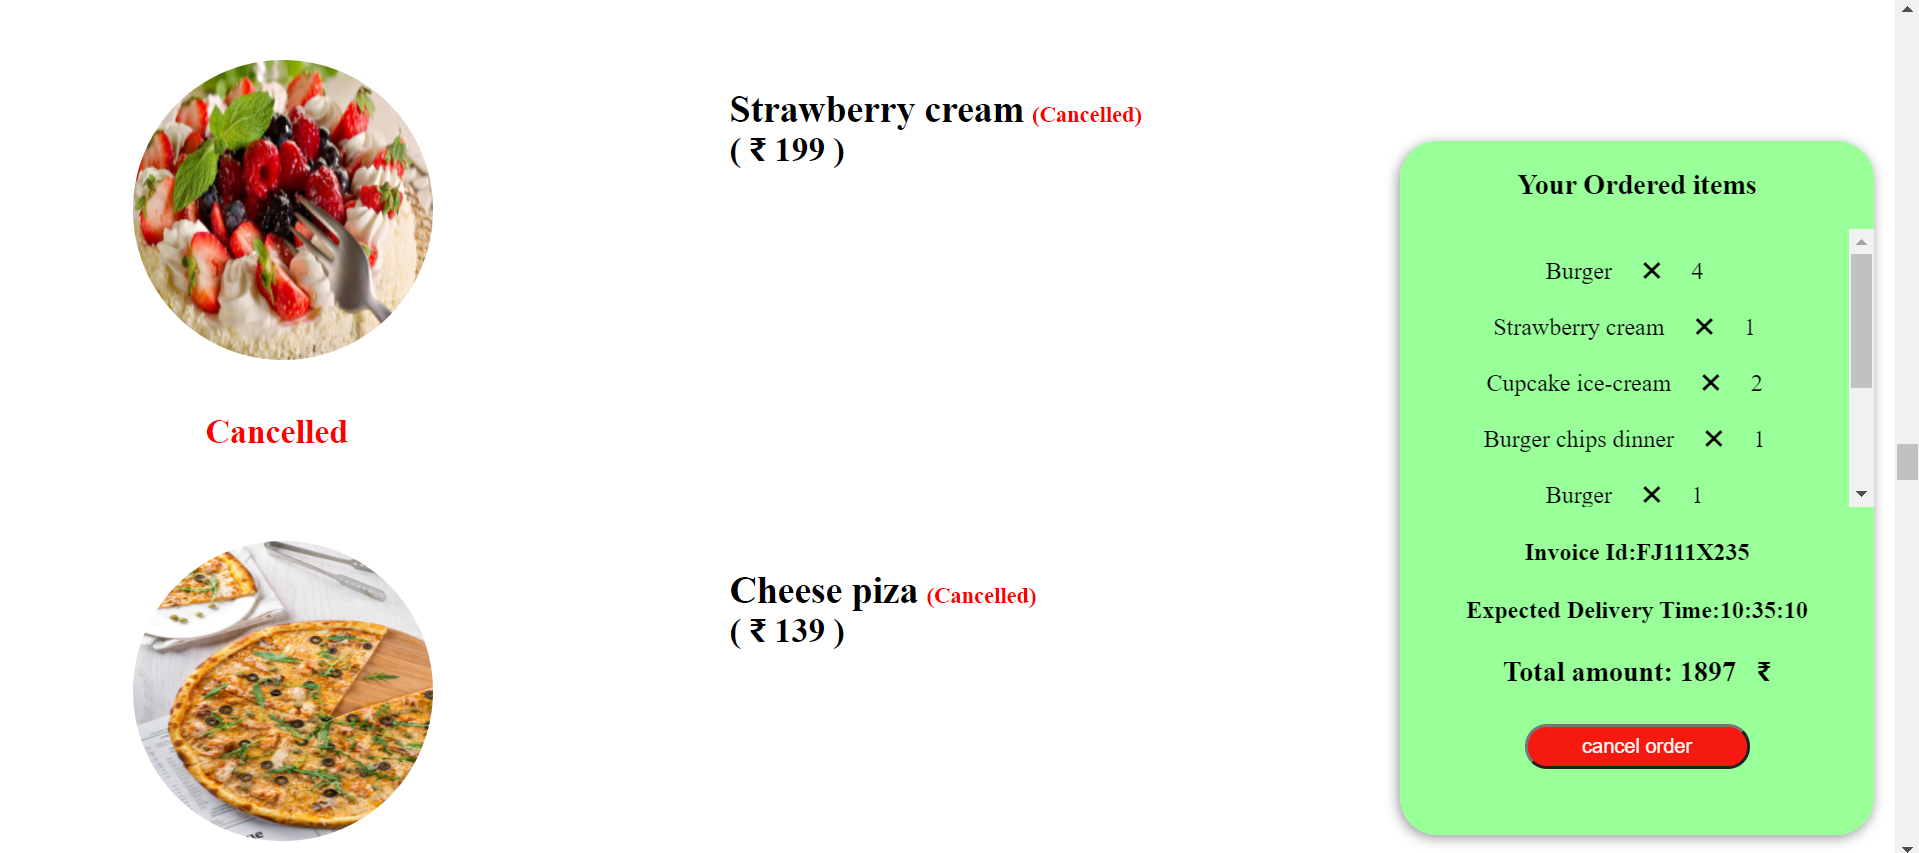 Strawberry cream (Cancelled)
( ₹ 199 )
Cancelled
Cheese piza (Cancelled)
( ₹ 139 )
Your Ordered items
Burger ✕ 4
Strawberry cream ✕ 1
Cupcake ice-cream ✕ 2
Burger chips dinner ✕ 1
Burger ✕ 1
Invoice Id:FJ111X235
Expected Delivery Time:10:35:10
Total amount: 1897 ₹
cancel order